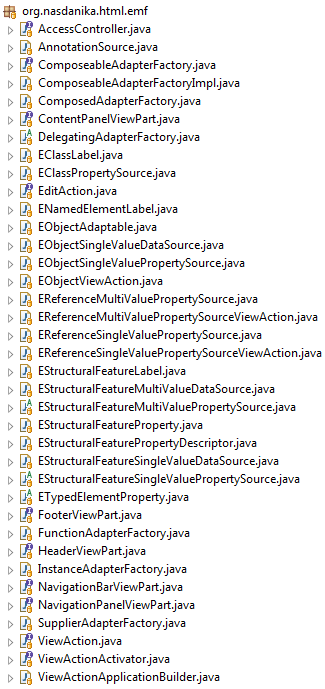 org.nasdanika.html.emf
AccessController.java
AnnotationSource.java
ComposeableAdapterFactory.java
ComposeableAdapterFactoryImpl.java
ComposedAdapterFactory.java
ContentPanelViewPart.java
DelegatingAdapterFactory.java
EClassLabel.java
EClassPropertySource.java
EditAction.java
ENamedElementLabel.java
EObjectAdaptable.java
EObjectSingleValueDataSource.java
EObjectSingleValuePropertySource.java
EObjectViewAction.java
EReferenceMultiValuePropertySource.java
EReferenceMultiValuePropertySourceViewAction.java
EReferenceSingleValuePropertySource.java
EReferenceSingleValuePropertySourceViewAction.java
EStructuralFeatureLabel.java
EStructuralFeatureMultiValueDataSource.java
EStructuralFeatureMultiValuePropertySource.java
EStructuralFeatureProperty.java
EStructuralFeaturePropertyDescriptor.java
EStructuralFeatureSingleValueDataSource.java
EStructuralFeatureSingleValuePropertySource.java
ETypedElementProperty.java
FooterViewPart.java
FunctionAdapterFactory.java
HeaderViewPart.java
InstanceAdapterFactory.java
NavigationBarViewPart.java
NavigationPanelViewPart.java
SupplierAdapterFactory.java
ViewAction.java
ViewActionActivator.java
ViewActionApplicationBuilder.java